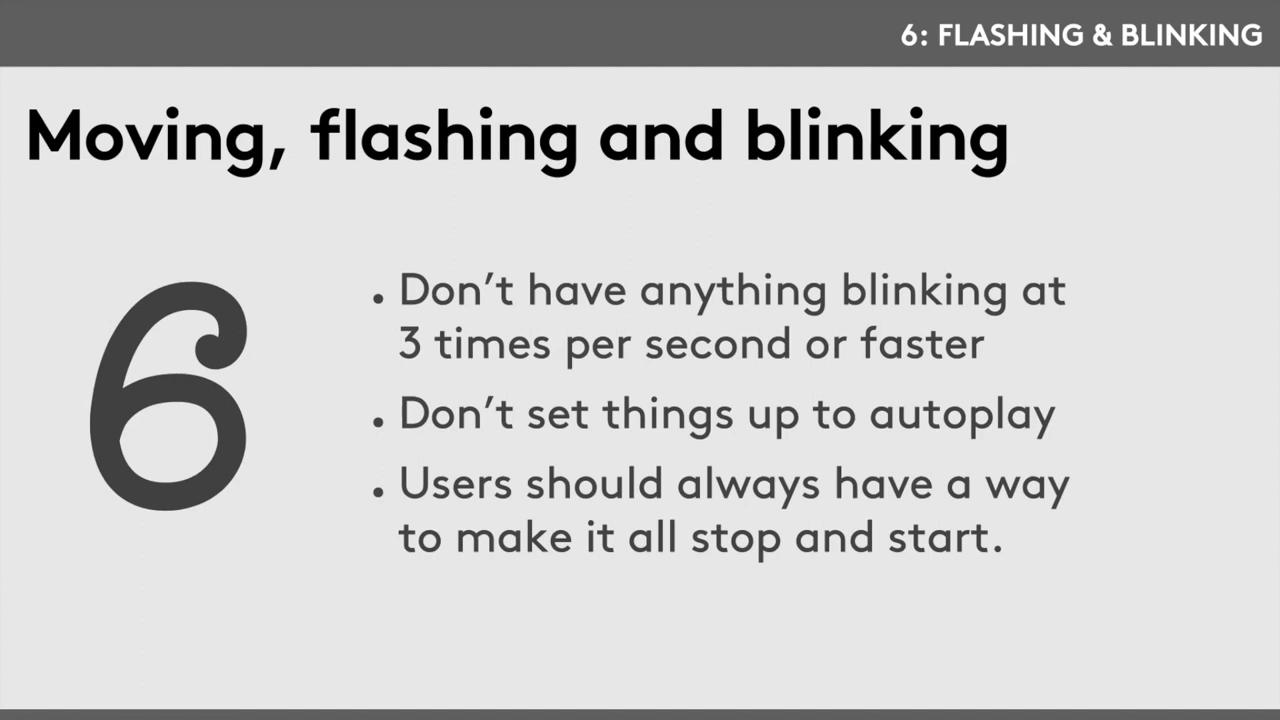 6: FLASHING & BLINKING
Moving, flashing and blinking
6
• Don’t have anything blinking at
3 times per second or faster
• Don’t set things up to autoplay
• Users should always have a way
to make it all stop and start.